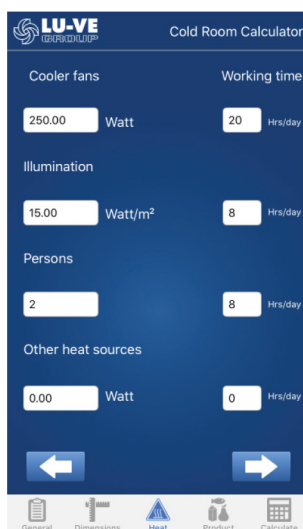 LU-VE
GROUP
Cold Room Calculator
Cooler fans Working time
250.00 Watt 20 Hrs/day
Illumination
15.00 Watt/m² 8 Hrs/day
Persons
2 8 Hrs/day
Other heat sources
0.00 Watt 0 Hrs/day
General Dimensions Heat Product Calculate